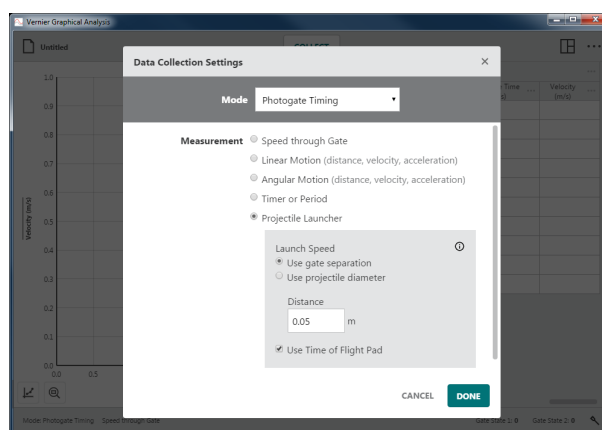 Vernier Graphical Analysis
Untitled
COLLECT
Data Collection Settings
Mode Photogate Timing
Measurement
Speed through Gate
Linear Motion (distance, velocity, acceleration)
Angular Motion (distance, velocity, acceleration)
Timer or Period
Projectile Launcher
Launch Speed
Use gate separation
Use projectile diameter
Distance
0.05 m
Use Time of Flight Pad
CANCEL DONE
Velocity (m/s)
1.0
0.9
0.8
0.7
0.6
0.5
0.4
0.3
0.2
0.1
0.0
0.0 0.5
Time Velocity
(m/s)
Mode: Photogate Timing Speed through Gate
Gate State 1: 0 Gate State 2: 0